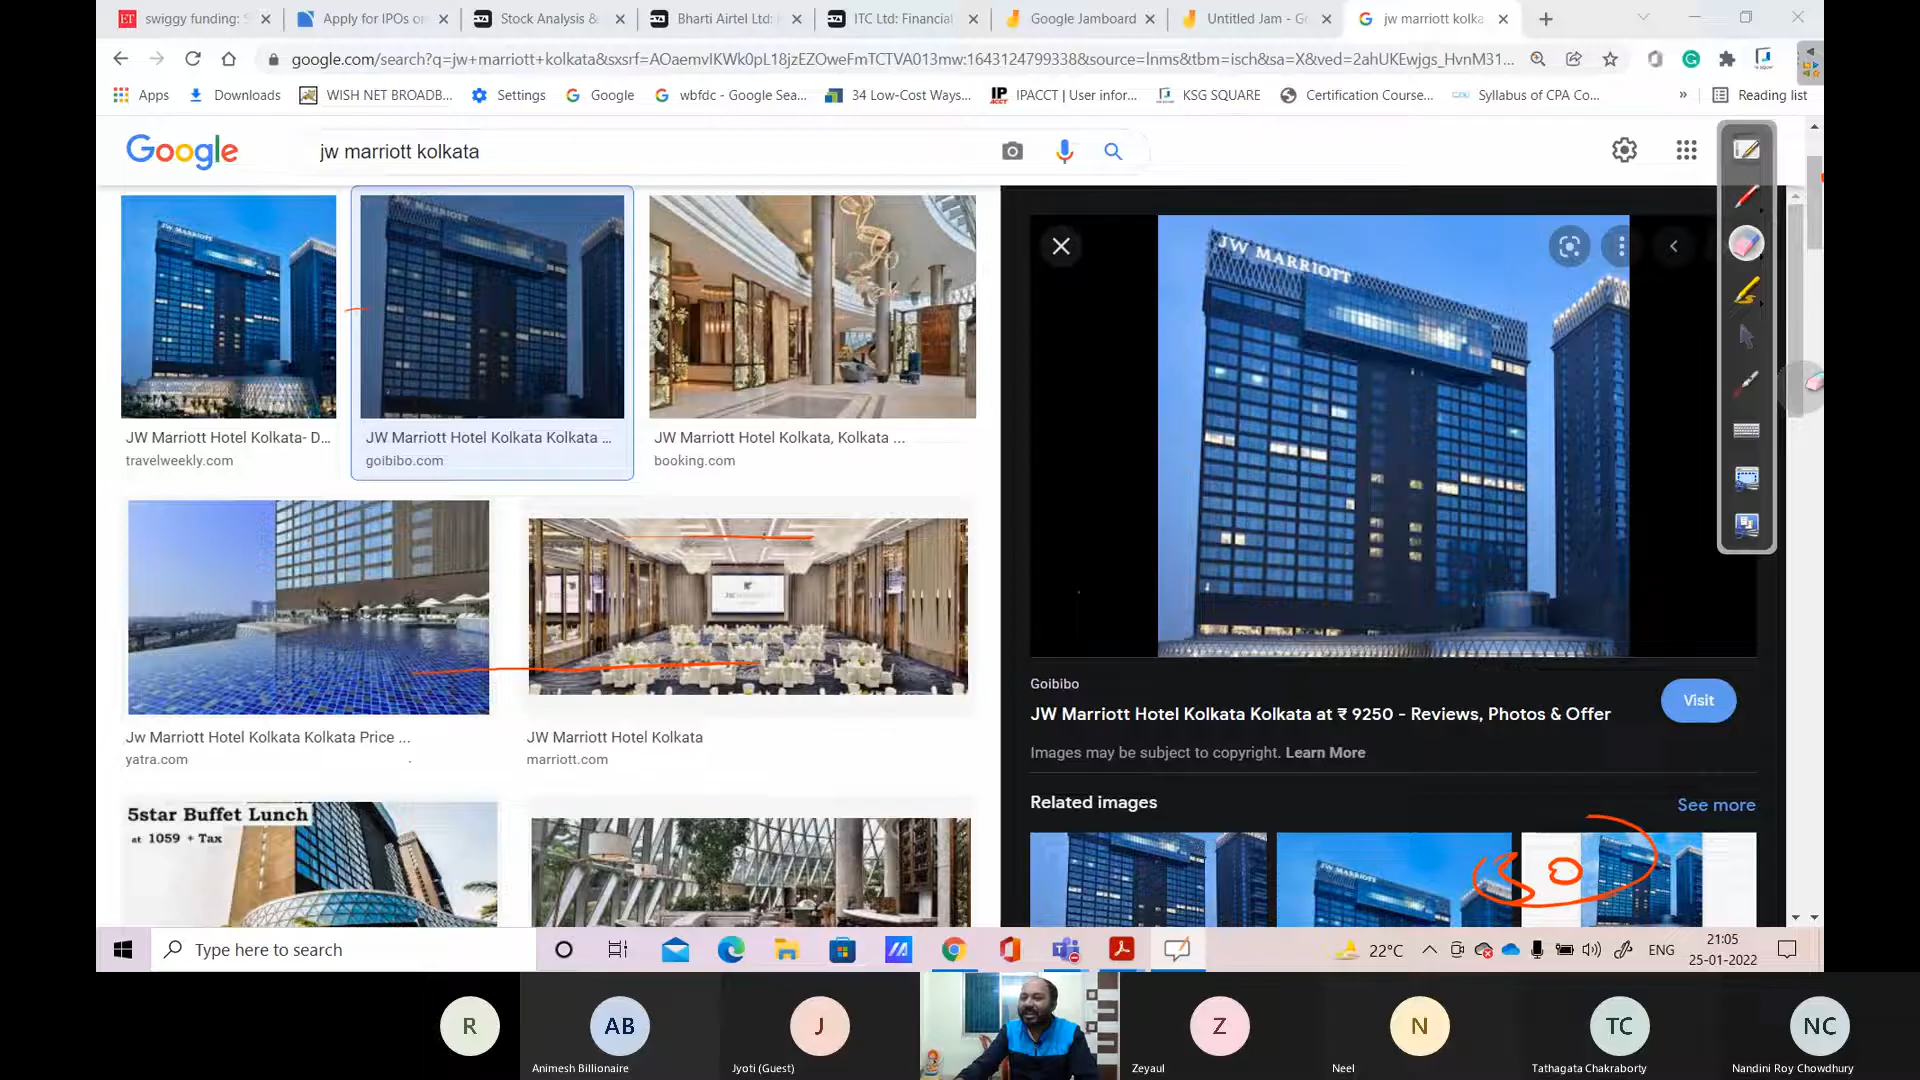 swiggy funding: S
Apply for IPOs on
Stock Analysis &
Bharti Airtel Ltd:
ITC Ltd: Financial
Google Jamboard
Untitled Jam - Go
jw marriott kolka
google.com/search?q=jw+marriott+kolkata&sxsrf=AOaemvIKWk0pL18jzEZOweFmTCTVA013mw:1643124799338&source=lnms&tbm=isch&sa=X&ved=2ahUKEwjgs_HvnM31...
Apps
Downloads
WISH NET BROADB...
Settings
Google
wbfdc - Google Sea...
34 Low-Cost Ways...
IPACCT | User infor...
KSG SQUARE
Certification Course...
Syllabus of CPA Co...
»
Reading list
Google
jw marriott kolkata
JW MARRIOTT
JW MARRIOTT
JW MARRIOTT
JW Marriott Hotel Kolkata- D...
travelweekly.com
JW Marriott Hotel Kolkata Kolkata ...
goibibo.com
JW Marriott Hotel Kolkata, Kolkata ...
booking.com
Jw Marriott Hotel Kolkata Kolkata Price ...
yatra.com
JW Marriott Hotel Kolkata
marriott.com
Goibibo
JW Marriott Hotel Kolkata Kolkata at ₹ 9250 - Reviews, Photos & Offer
Visit
Images may be subject to copyright. Learn More
Related images
See more
5star Buffet Lunch
at 1059 + Tax
JW MARRIOTT
30
Type here to search
22°C
ENG
21:05
25-01-2022
R
AB
J
Z
N
TC
NC
Animesh Billionaire
Jyoti (Guest)
Zeyaul
Neel
Tathagata Chakraborty
Nandini Roy Chowdhury